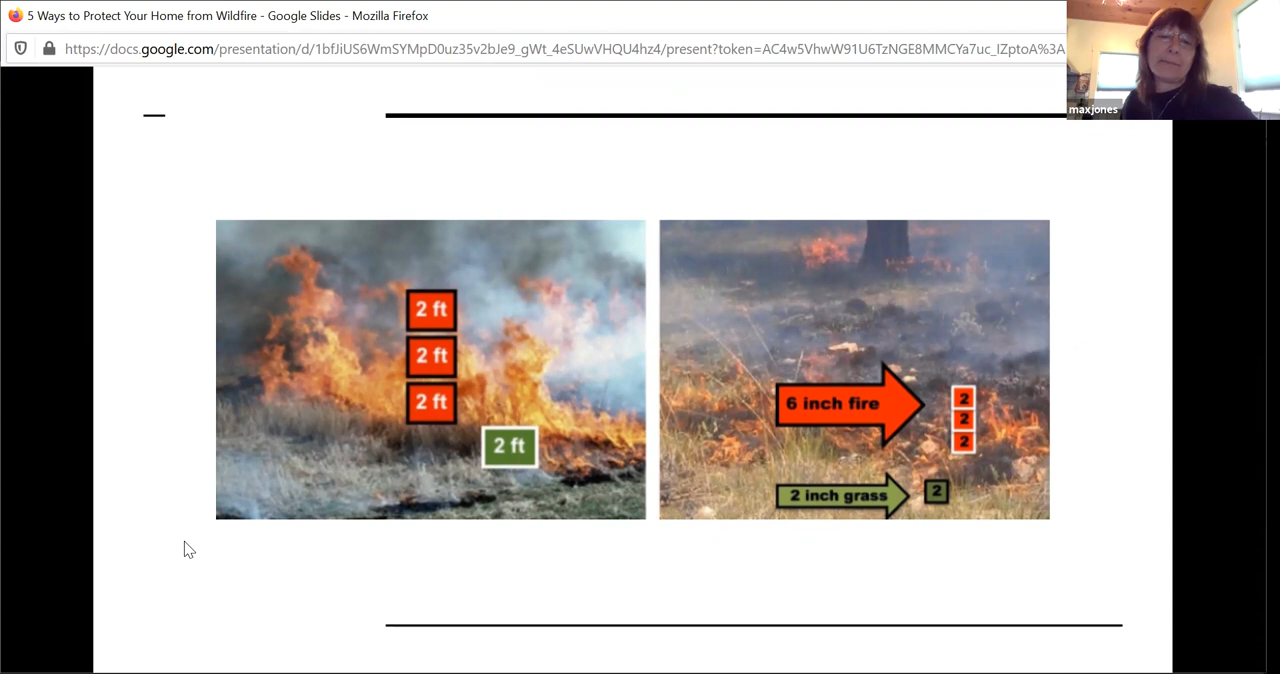 5 Ways to Protect Your Home from Wildfire - Google Slides - Mozilla Firefox
https://docs.google.com/presentation/d/1bfJiUS6WmSYMpD0uz35v2bJe9_gWt_4eSUwVHQU4hz4/present?token=AC4w5VhwW91U6TzNGE8MMCYa7uc_IZptoA%3A
maxjones
2 ft
2 ft
2 ft
2 ft
6 inch fire
2
2
2
2 inch grass
2